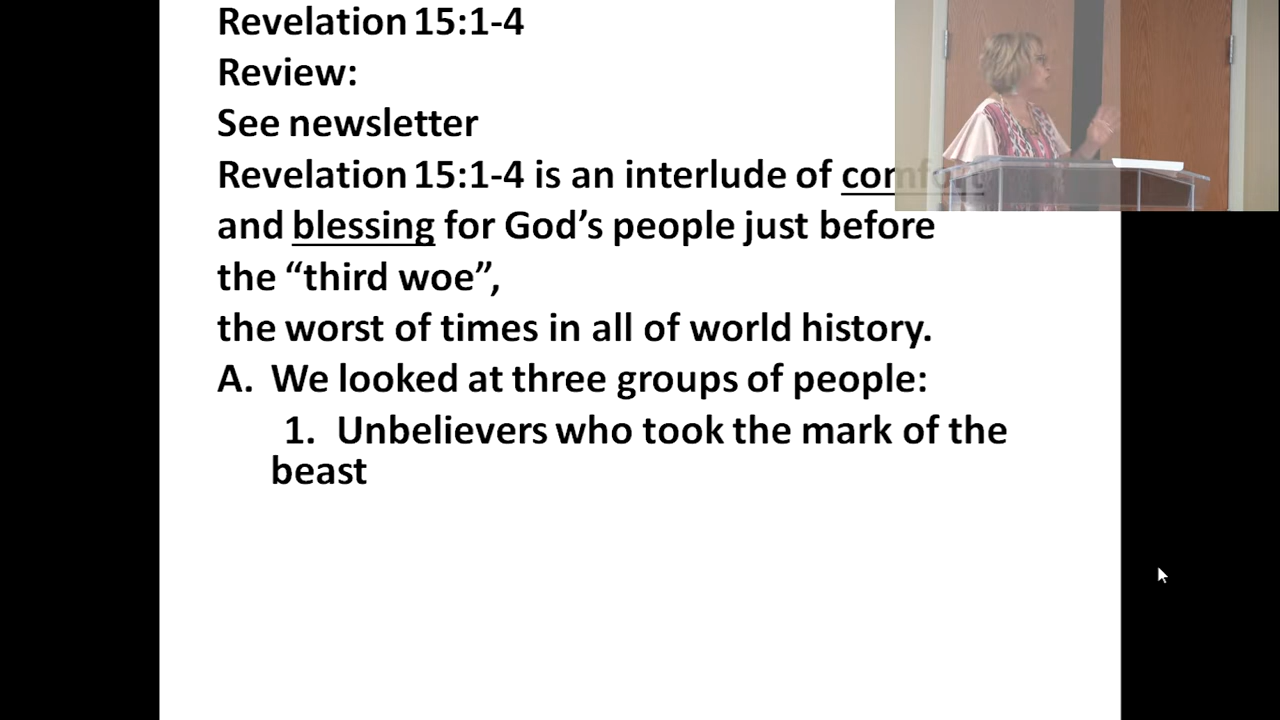 Revelation 15:1-4
Review:
See newsletter
Revelation 15:1-4 is an interlude of comfort
and blessing for God’s people just before
the “third woe”,
the worst of times in all of world history.
A. We looked at three groups of people:
1. Unbelievers who took the mark of the
beast